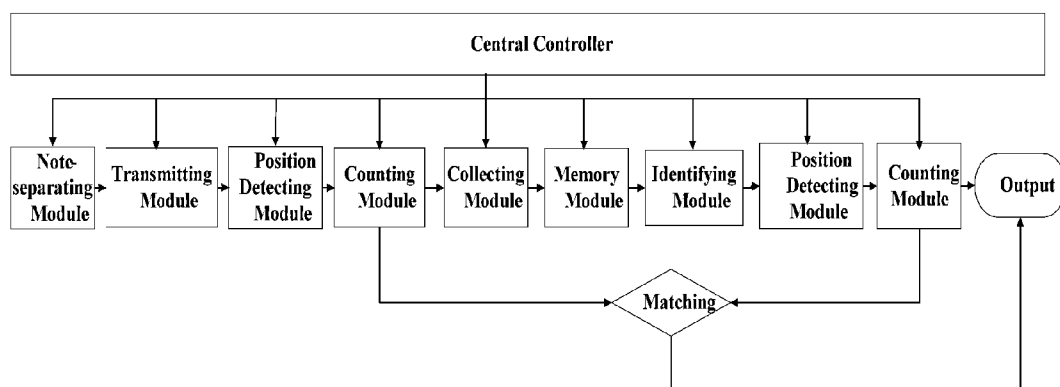 Central Controller
Note-
separating
Module
Transmitting
Module
Position
Detecting
Module
Counting
Module
Collecting
Module
Memory
Module
Identifying
Module
Position
Detecting
Module
Counting
Module
Output
Matching